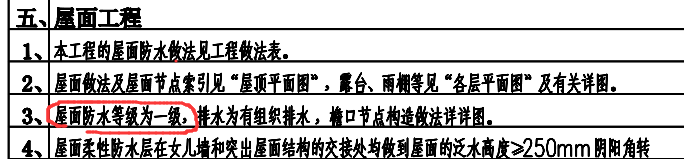 五、屋面工程
1、本工程的屋面防水做法见工程做法表。
2、屋面做法及屋面节点索引见“屋顶平面图”，露台、雨棚等见“各层平面图”及有关详图。
3、屋面防水等级为一级，排水为有组织排水，檐口节点构造做法详详图。
4、屋面柔性防水层在女儿墙和突出屋面结构的交接处均做到屋面的泛水高度≥250mm阴阳角转